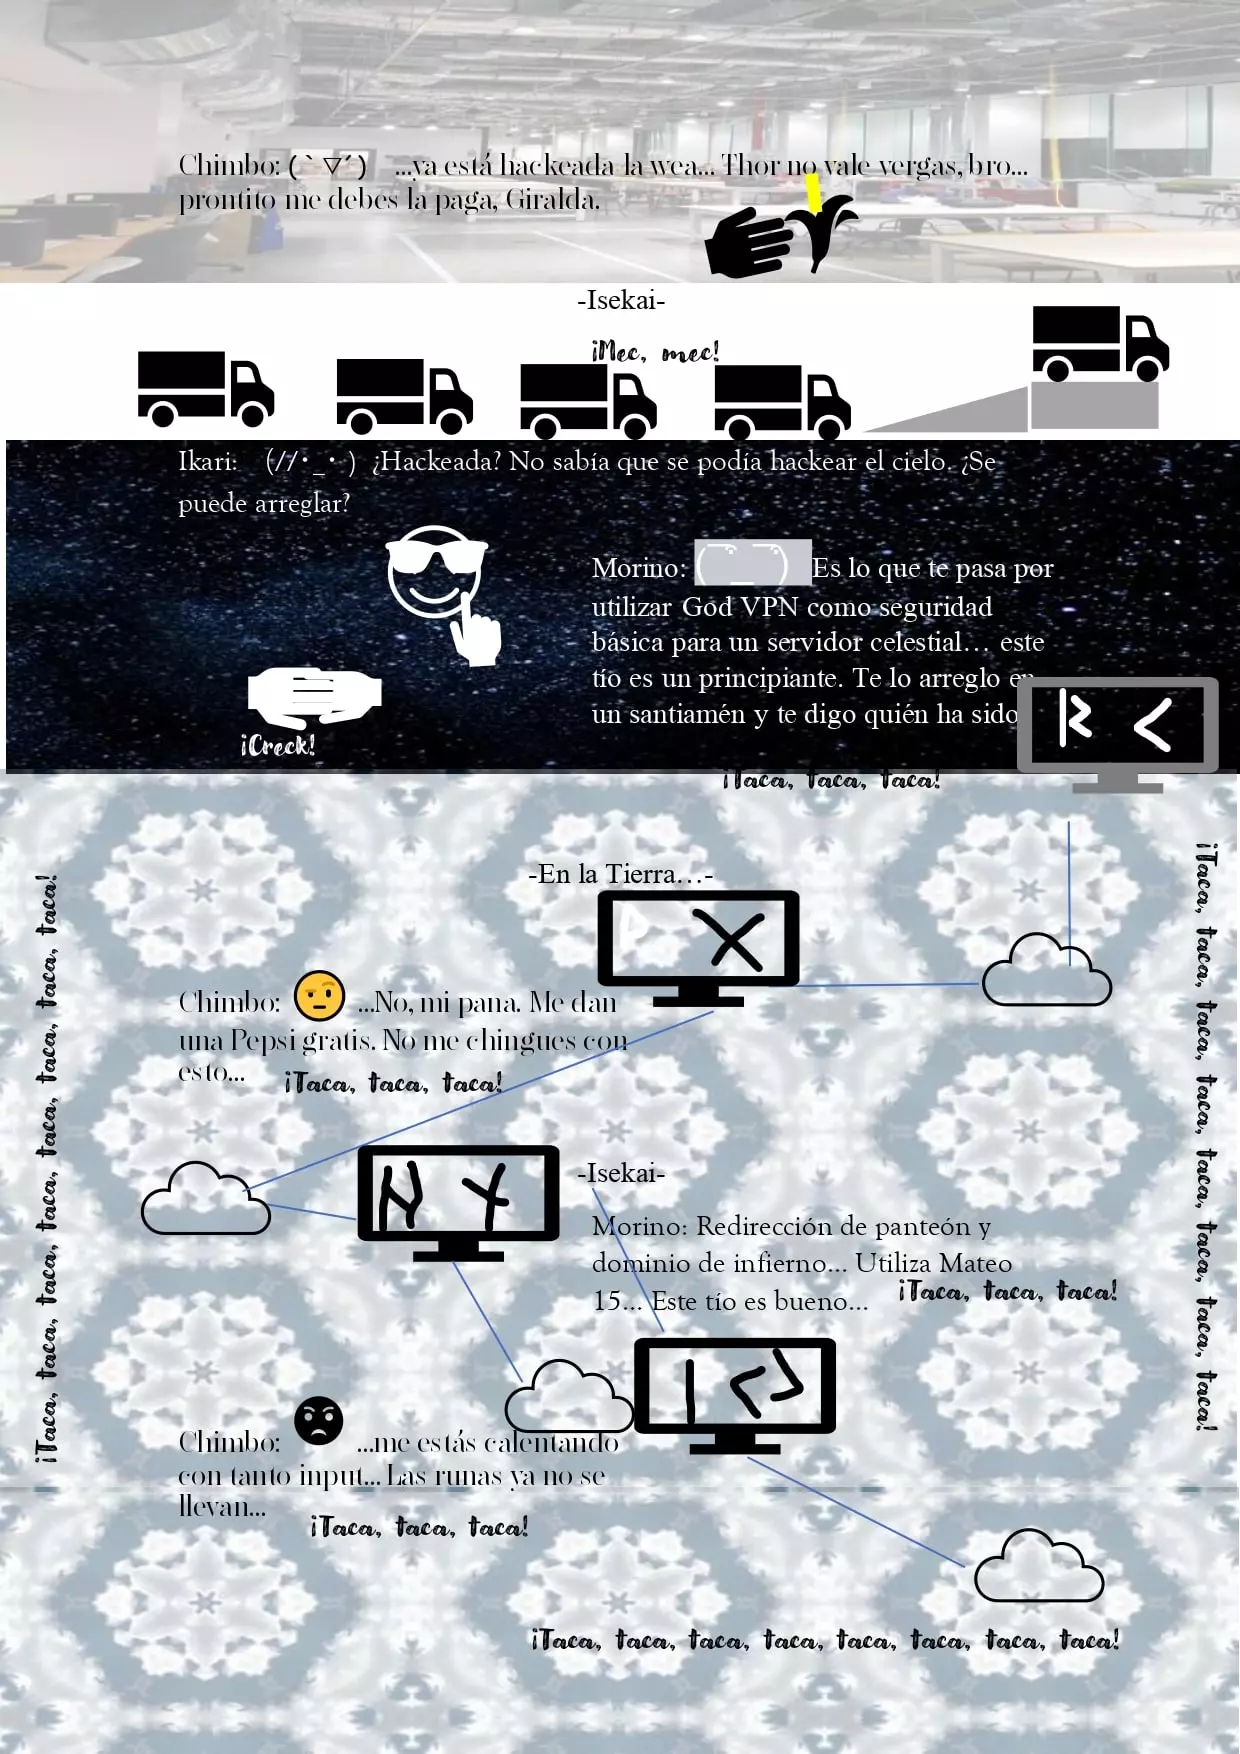 Chimbo: ( ` ▽´ ) ...ya está hackeada la wea... Thor no vale vergas, bro...
prontito me debes la paga, Giralda.
-Isekai-
¡Mec, mec!
Ikari: (//・_・ ) ¿Hackeada? No sabía que se podía hackear el cielo. ¿Se
puede arreglar?
Morino: Es lo que te pasa por
utilizar God VPN como seguridad
básica para un servidor celestial… este
tío es un principiante. Te lo arreglo en
un santiamén y te digo quién ha sido
¡Creck!
¡Taca, taca, taca!
-En la Tierra…-
Chimbo: ...No, mi pana. Me dan
una Pepsi gratis. No me chingues con
esto...
¡Taca, taca, taca!
¡Taca, taca, taca, taca, taca, taca, taca, taca!
¡Taca, taca, taca, taca, taca, taca, taca, taca!
-Isekai-
Morino: Redirección de panteón y
dominio de infierno... Utiliza Mateo
15... Este tío es bueno...
¡Taca, taca, taca!
Chimbo: ...me estás calentando
con tanto input... Las runas ya no se
llevan...
¡Taca, taca, taca!
¡Taca, taca, taca, taca, taca, taca, taca, taca!